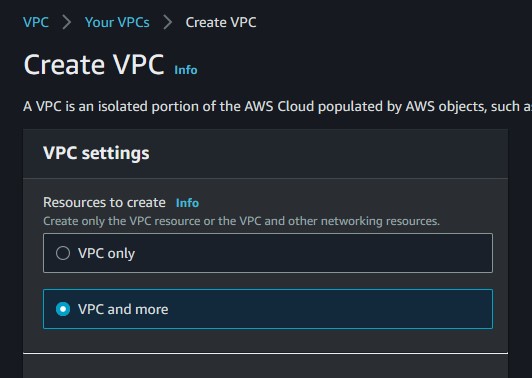 VPC > Your VPCs > Create VPC
Create VPC Info
A VPC is an isolated portion of the AWS Cloud populated by AWS objects, such as
VPC settings
Resources to create Info
Create only the VPC resource or the VPC and other networking resources.
VPC only
VPC and more